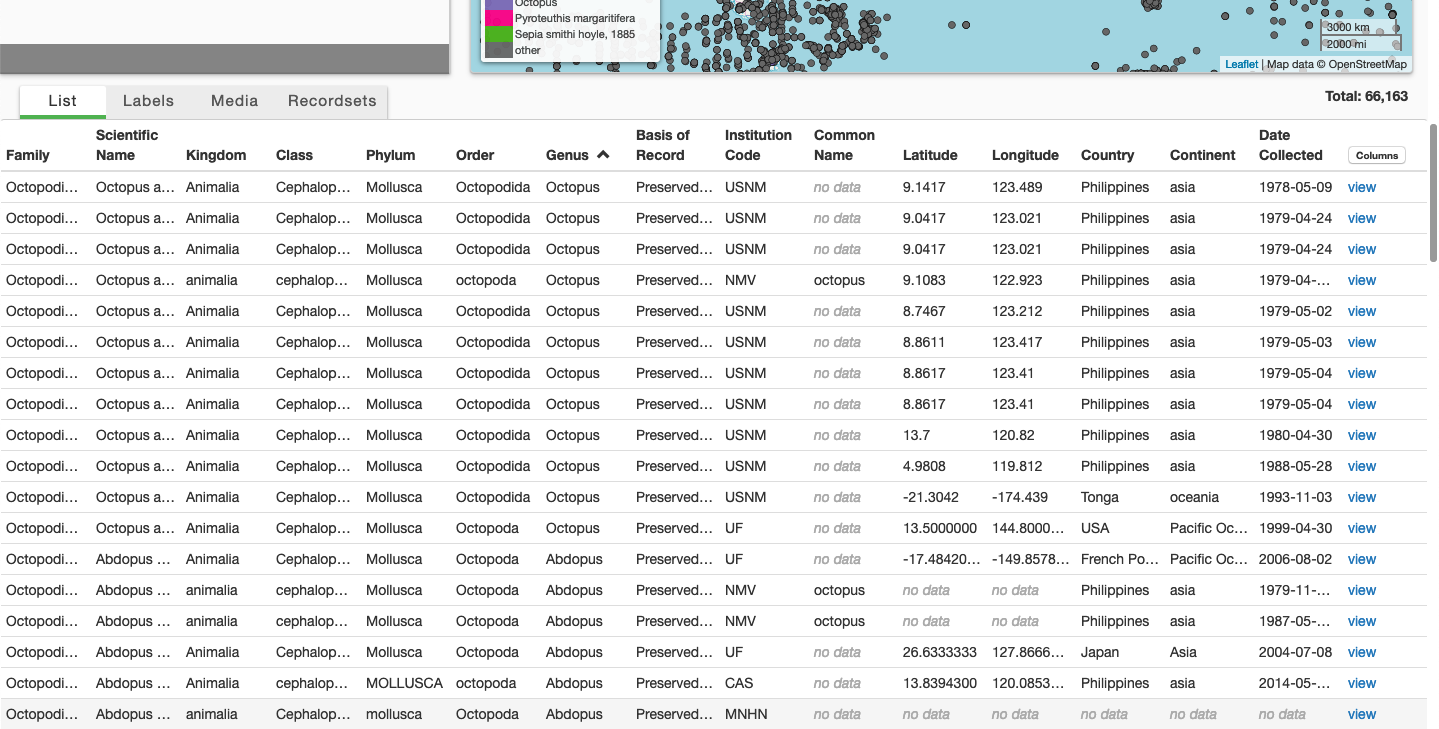 Octopus
Pyroteuthis margaritifera
Sepia smithi hoyle, 1885
other
3000 km
2000 mi
Leaflet | Map data © OpenStreetMap
List Labels Media Recordsets
Total: 66,163
Family Scientific Name Kingdom Class Phylum Order Genus Basis of Record Institution Code Common Name Latitude Longitude Country Continent Date Collected Columns
Octopodi... Octopus a... Animalia Cephalop... Mollusca Octopodida Octopus Preserved... USNM no data 9.1417 123.489 Philippines asia 1978-05-09 view
Octopodi... Octopus a... Animalia Cephalop... Mollusca Octopodida Octopus Preserved... USNM no data 9.0417 123.021 Philippines asia 1979-04-24 view
Octopodi... Octopus a... Animalia Cephalop... Mollusca Octopodida Octopus Preserved... USNM no data 9.0417 123.021 Philippines asia 1979-04-24 view
Octopodi... Octopus a... animalia cephalop... Mollusca octopoda Octopus Preserved... NMV octopus 9.1083 122.923 Philippines asia 1979-04-... view
Octopodi... Octopus a... Animalia Cephalop... Mollusca Octopodida Octopus Preserved... USNM no data 8.7467 123.212 Philippines asia 1979-05-02 view
Octopodi... Octopus a... Animalia Cephalop... Mollusca Octopodida Octopus Preserved... USNM no data 8.8611 123.417 Philippines asia 1979-05-03 view
Octopodi... Octopus a... Animalia Cephalop... Mollusca Octopodida Octopus Preserved... USNM no data 8.8617 123.41 Philippines asia 1979-05-04 view
Octopodi... Octopus a... Animalia Cephalop... Mollusca Octopodida Octopus Preserved... USNM no data 8.8617 123.41 Philippines asia 1979-05-04 view
Octopodi... Octopus a... Animalia Cephalop... Mollusca Octopodida Octopus Preserved... USNM no data 13.7 120.82 Philippines asia 1980-04-30 view
Octopodi... Octopus a... Animalia Cephalop... Mollusca Octopodida Octopus Preserved... USNM no data 4.9808 119.812 Philippines asia 1988-05-28 view
Octopodi... Octopus a... Animalia Cephalop... Mollusca Octopodida Octopus Preserved... USNM no data -21.3042 -174.439 Tonga oceania 1993-11-03 view
Octopodi... Octopus a... Animalia Cephalop... Mollusca Octopoda Octopus Preserved... UF no data 13.5000000 144.8000... USA Pacific Oc... 1999-04-30 view
Octopodi... Abdopus ... Animalia Cephalop... Mollusca Octopoda Abdopus Preserved... UF no data -17.48420... -149.8578... French Po... Pacific Oc... 2006-08-02 view
Octopodi... Abdopus ... animalia cephalop... Mollusca Octopoda Abdopus Preserved... NMV octopus no data no data Philippines asia 1979-11-... view
Octopodi... Abdopus ... animalia cephalop... Mollusca Octopoda Abdopus Preserved... NMV octopus no data no data Philippines asia 1987-05-... view
Octopodi... Abdopus ... Animalia Cephalop... Mollusca Octopoda Abdopus Preserved... UF no data 26.6333333 127.8666... Japan Asia 2004-07-08 view
Octopodi... Abdopus ... Animalia cephalop... MOLLUSCA octopoda Abdopus Preserved... CAS no data 13.8394300 120.0853... Philippines asia 2014-05-... view
Octopodi... Abdopus ... animalia Cephalop... mollusca Octopoda Abdopus Preserved... MNHN no data no data no data no data no data no data view